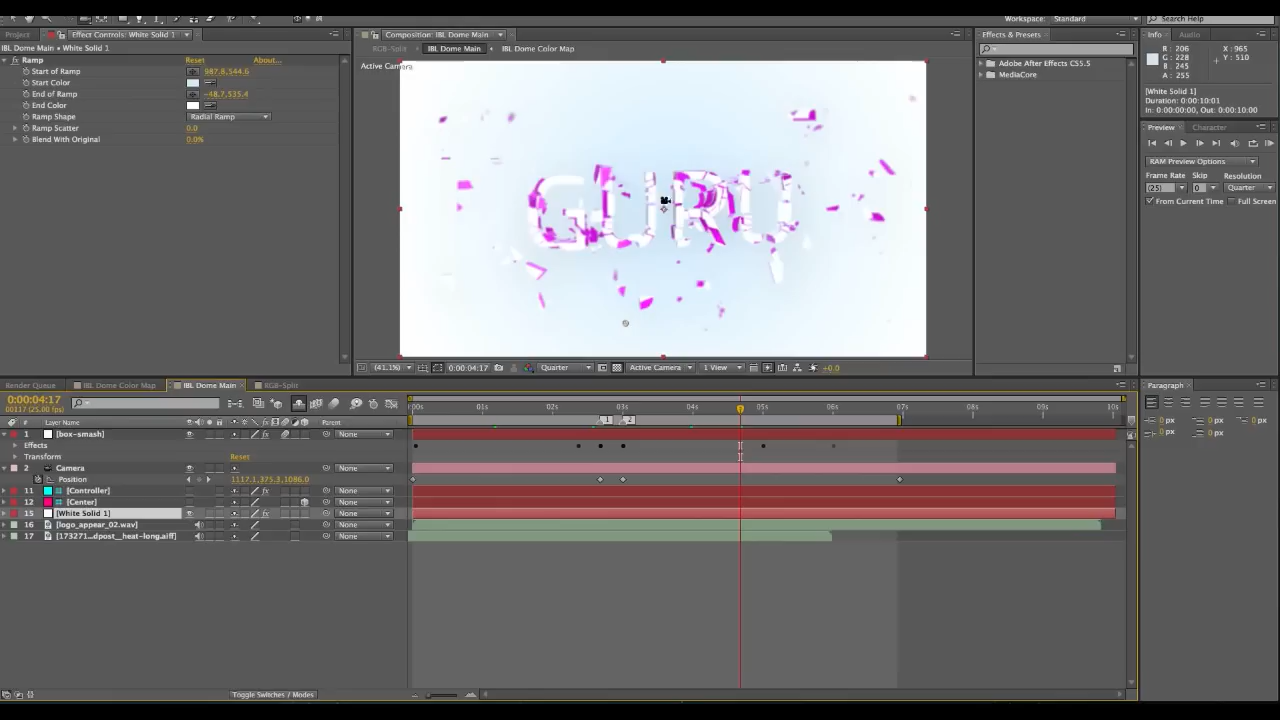 Workspace: Standard
Search Help
Project
Effect Controls: White Solid 1
IBL Dome Main • White Solid 1
Ramp Reset About...
Start of Ramp 987.8,544.6
Start Color
End of Ramp -48.7,535.4
End Color
Ramp Shape Radial Ramp
Ramp Scatter 0.0
Blend With Original 0.0%
Composition: IBL Dome Main
RGB-Split IBL Dome Main IBL Dome Color Map
Active Camera
GURU
(41.1%) 0:00:04:17 Quarter Active Camera 1 View +0.0
Effects & Presets
Adobe After Effects CS5.5
MediaCore
Info Audio
R : 206 X : 965
G : 228 Y : 510
B : 245
A : 255
[White Solid 1]
Duration: 0:00:10:01
In: 0:00:00:00, Out: 0:00:10:00
Preview Character
RAM Preview Options
Frame Rate Skip Resolution
(25) 0 Quarter
From Current Time Full Screen
Render Queue IBL Dome Color Map IBL Dome Main RGB-Split
0:00:04:17
00117 (25.00 fps)
# Layer Name Parent
:00s 01s 02s 03s 04s 05s 06s 07s 08s 09s 10s
1 2
1 [box-smash] None
Effects
Transform Reset
2 Camera None
Position 1117.1,375.3,1086.0
11 [Controller] None
12 [Center] None
15 [White Solid 1] None
16 [logo_appear_02.wav] None
17 [173271...dpost__heat-long.aiff] None
Toggle Switches / Modes
Paragraph
0 px 0 px
0 px 0 px
0 px